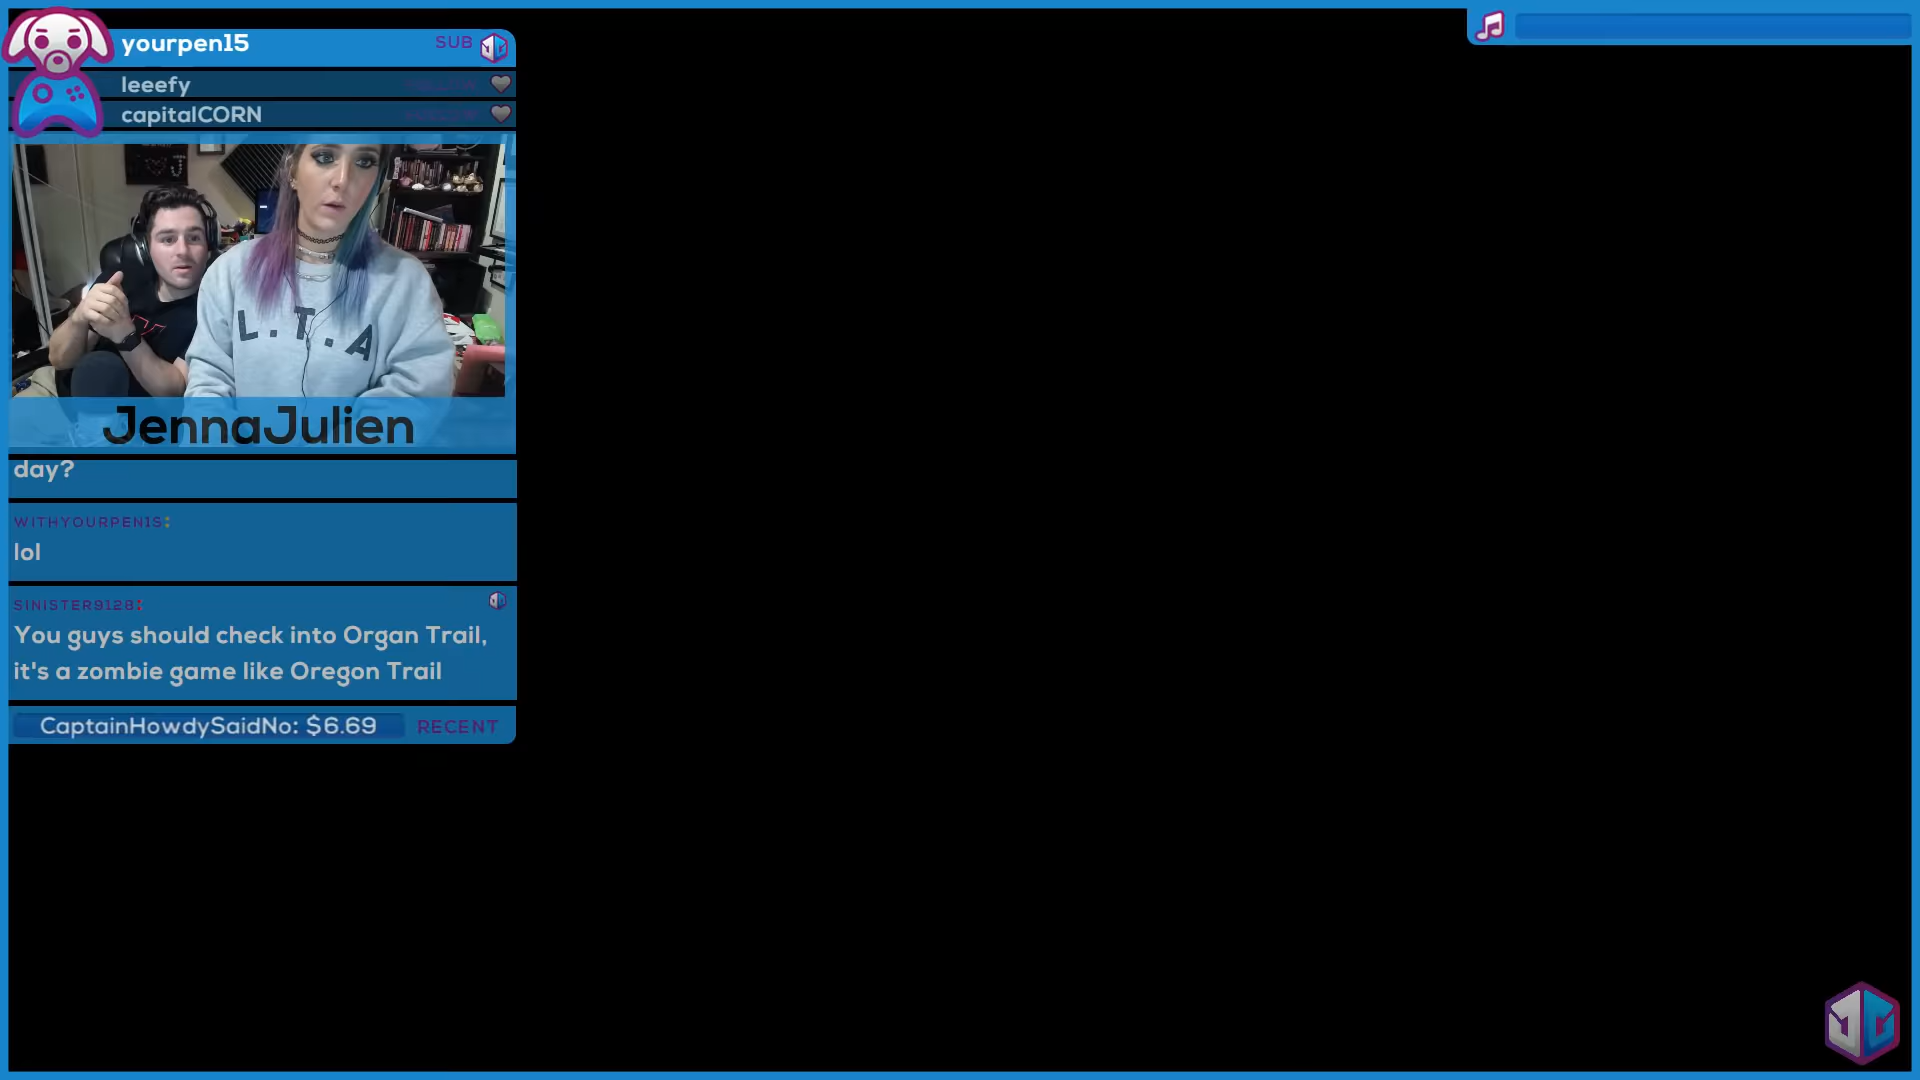 yourpen15 SUB
leeefy
capitalCORN
L.T.A
JennaJulien
day?
WITHYOURPEN15:
lol
SINISTER9128:
You guys should check into Organ Trail,
it's a zombie game like Oregon Trail
CaptainHowdySaidNo: $6.69 RECENT